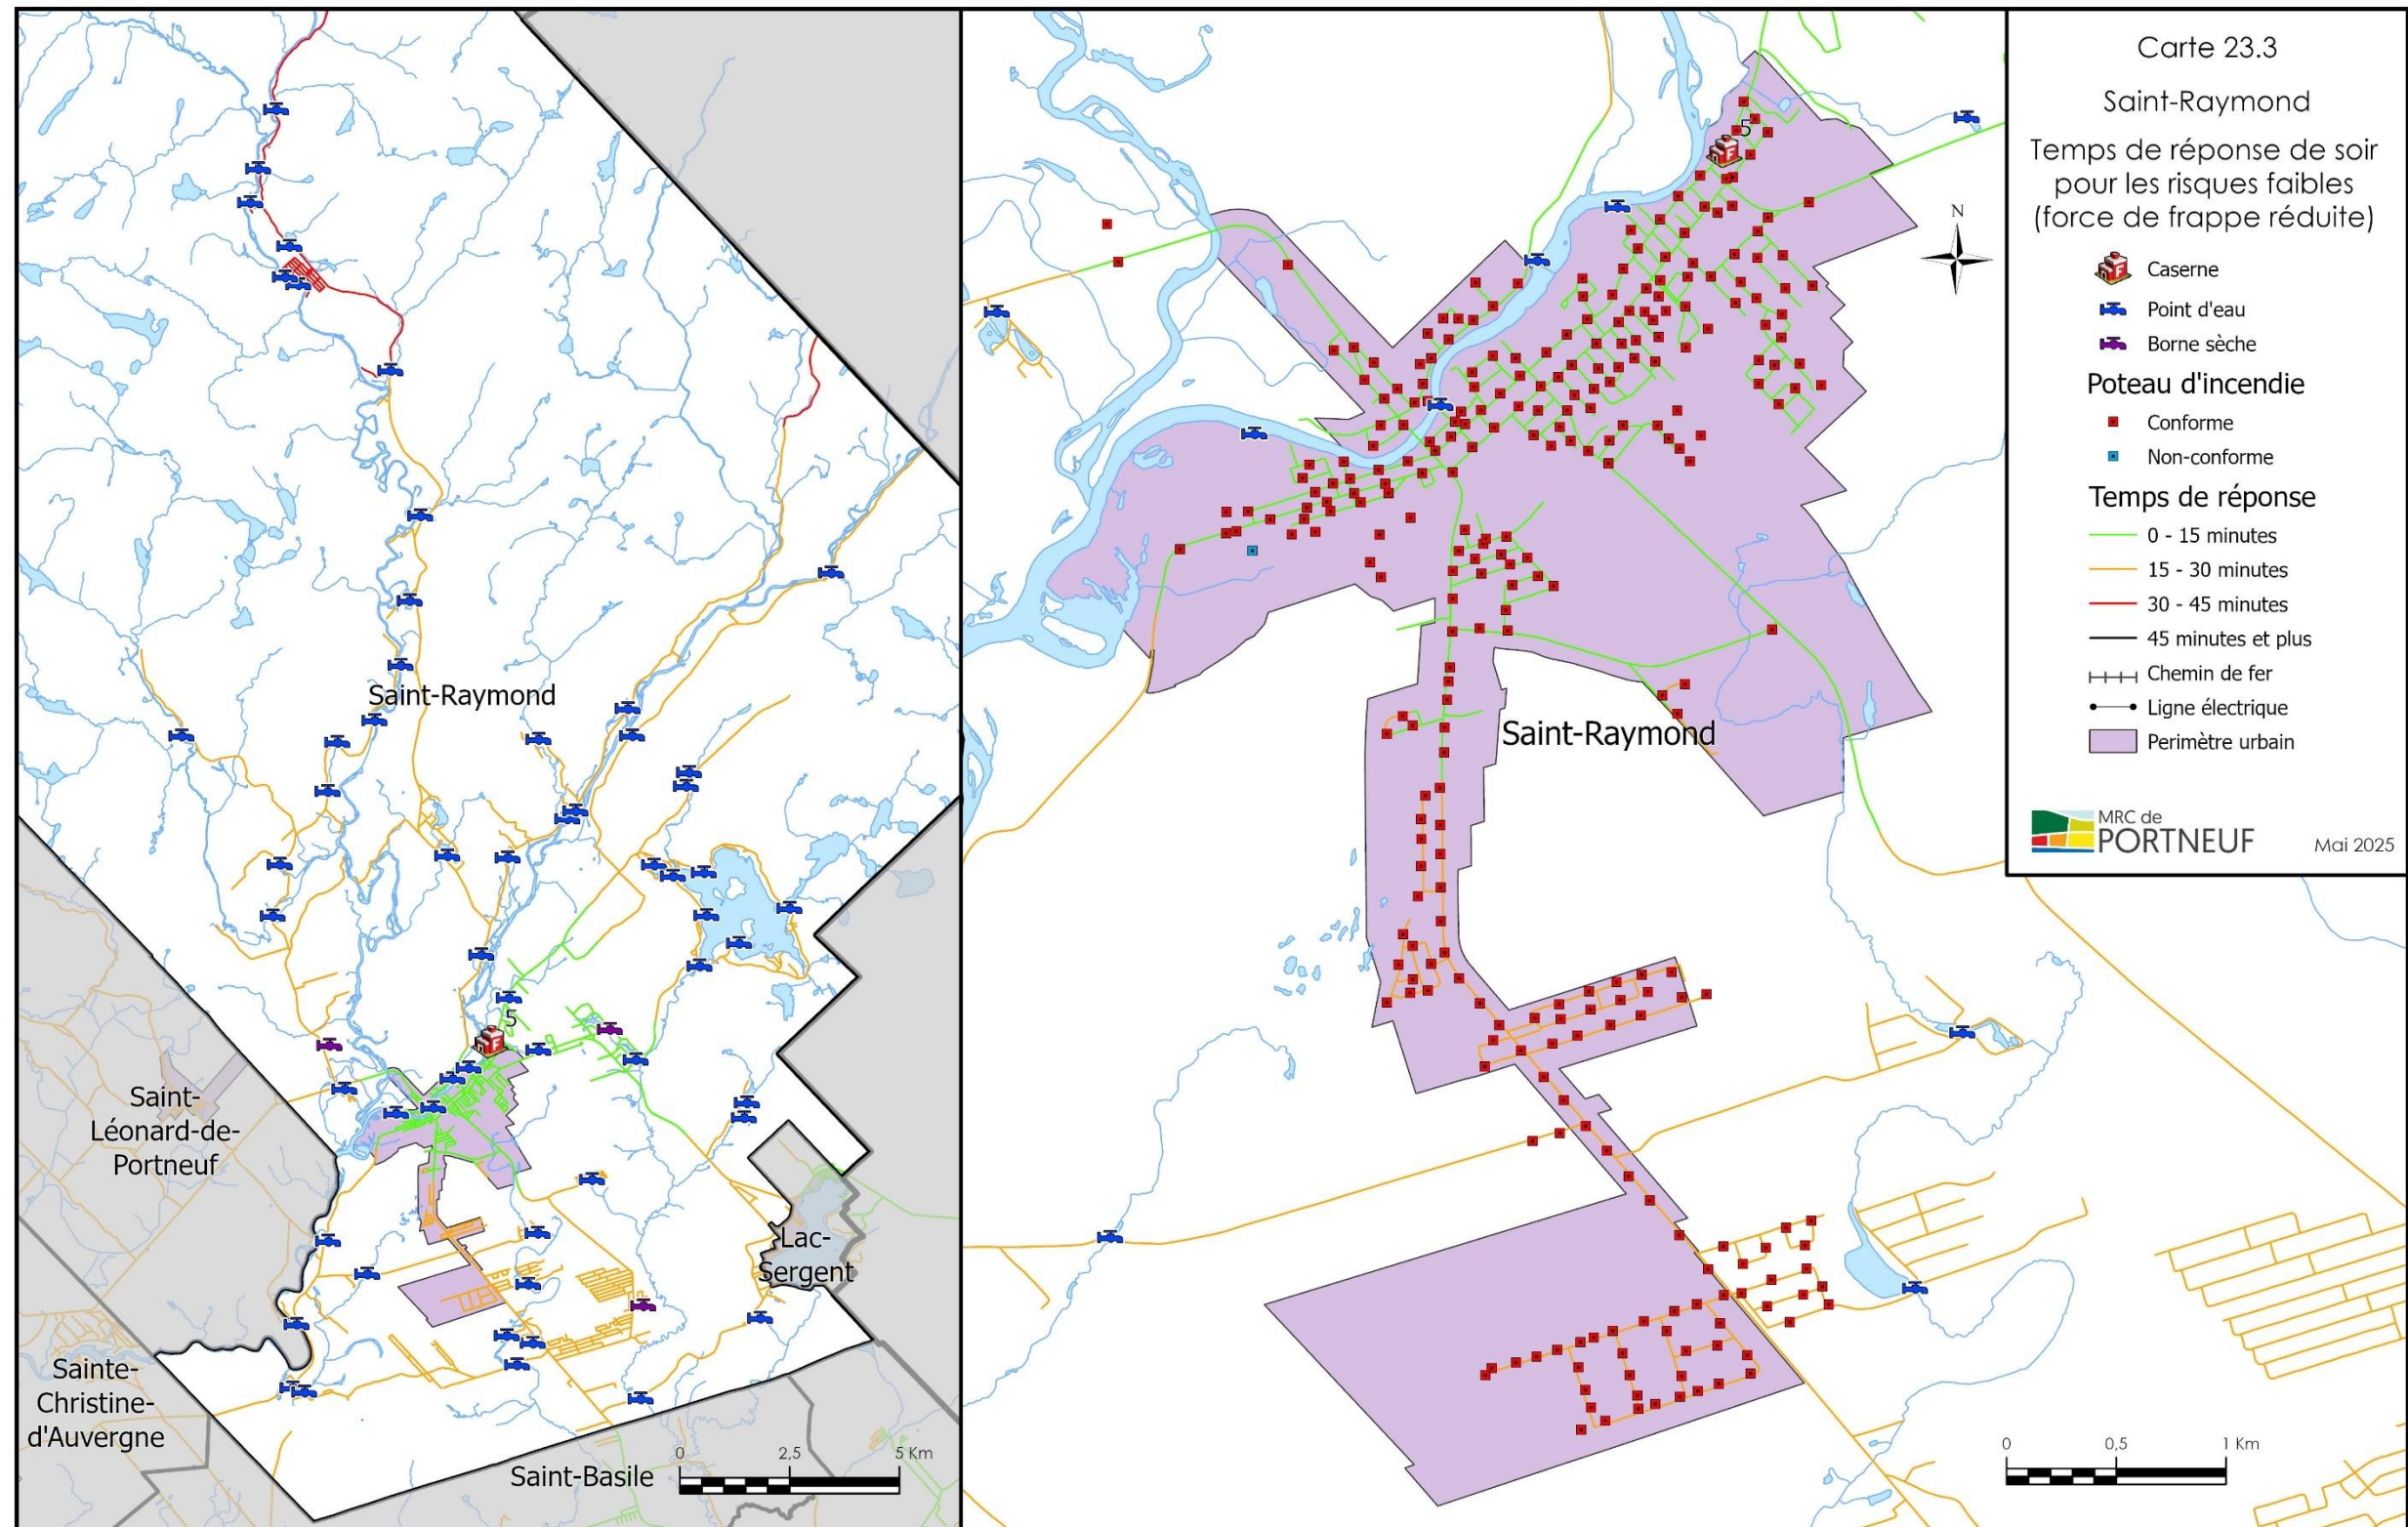 Saint-Raymond
5
Saint-
Léonard-de-
Portneuf
Lac-
Sergent
Sainte-
Christine-
d'Auvergne
Saint-Basile
0 2,5 5 Km
5
Saint-Raymond
N
0 0,5 1 Km
Carte 23.3
Saint-Raymond
Temps de réponse de soir
pour les risques faibles
(force de frappe réduite)
Caserne
Point d'eau
Borne sèche
Poteau d'incendie
Conforme
Non-conforme
Temps de réponse
0 - 15 minutes
15 - 30 minutes
30 - 45 minutes
45 minutes et plus
Chemin de fer
Ligne électrique
Perimètre urbain
MRC de
PORTNEUF
Mai 2025